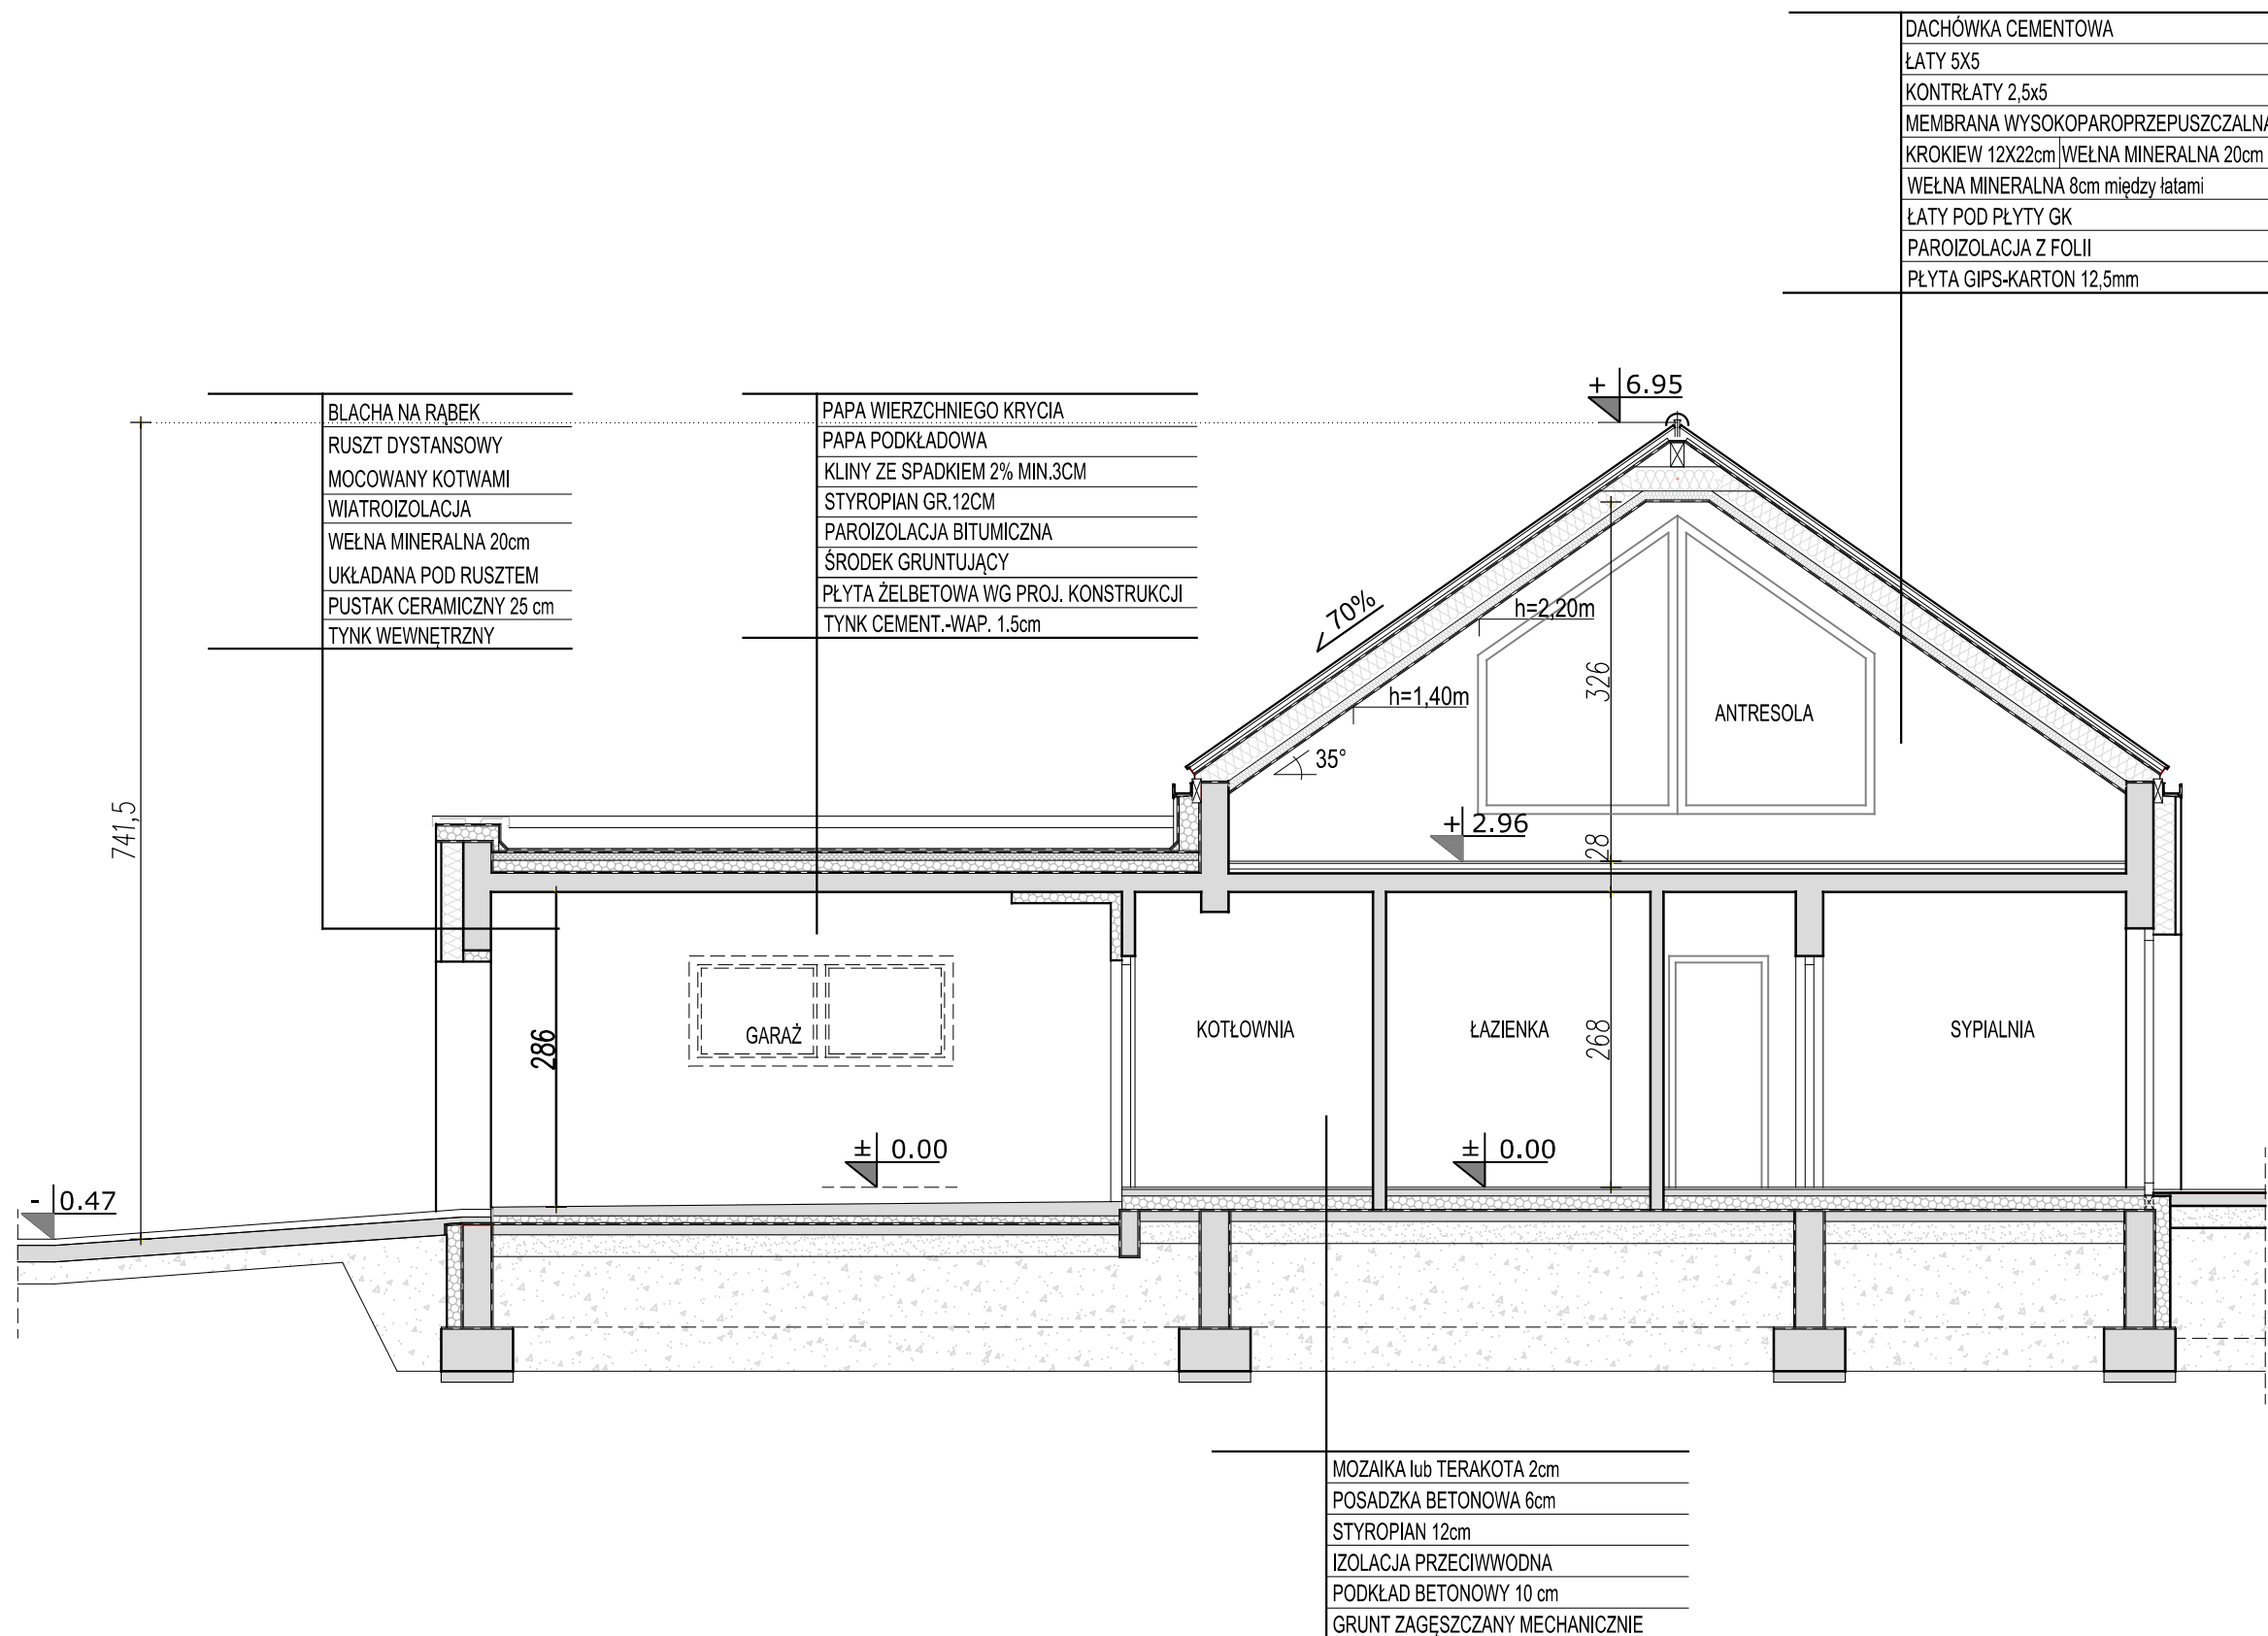 DACHÓWKA CEMENTOWA
ŁATY 5X5
KONTRŁATY 2,5x5
MEMBRANA WYSOKOPAROPRZEPUSZCZALNA
KROKIEW 12X22cm WEŁNA MINERALNA 20cm
WEŁNA MINERALNA 8cm między łatami
ŁATY POD PŁYTY GK
PAROIZOLACJA Z FOLII
PŁYTA GIPS-KARTON 12,5mm
BLACHA NA RĄBEK
RUSZT DYSTANSOWY
MOCOWANY KOTWAMI
WIATROIZOLACJA
WEŁNA MINERALNA 20cm
UKŁADANA POD RUSZTEM
PUSTAK CERAMICZNY 25 cm
TYNK WEWNĘTRZNY
PAPA WIERZCHNIEGO KRYCIA
PAPA PODKŁADOWA
KLINY ZE SPADKIEM 2% MIN.3CM
STYROPIAN GR.12CM
PAROIZOLACJA BITUMICZNA
ŚRODEK GRUNTUJĄCY
PŁYTA ŻELBETOWA WG PROJ. KONSTRUKCJI
TYNK CEMENT.-WAP. 1.5cm
+ 6.95
70%
h=2,20m
326
h=1,40m
ANTRESOLA
35°
741,5
+ 2.96
28
286
GARAŻ
KOTŁOWNIA
ŁAZIENKA
268
SYPIALNIA
± 0.00
± 0.00
- 0.47
MOZAIKA lub TERAKOTA 2cm
POSADZKA BETONOWA 6cm
STYROPIAN 12cm
IZOLACJA PRZECIWWODNA
PODKŁAD BETONOWY 10 cm
GRUNT ZAGĘSZCZANY MECHANICZNIE